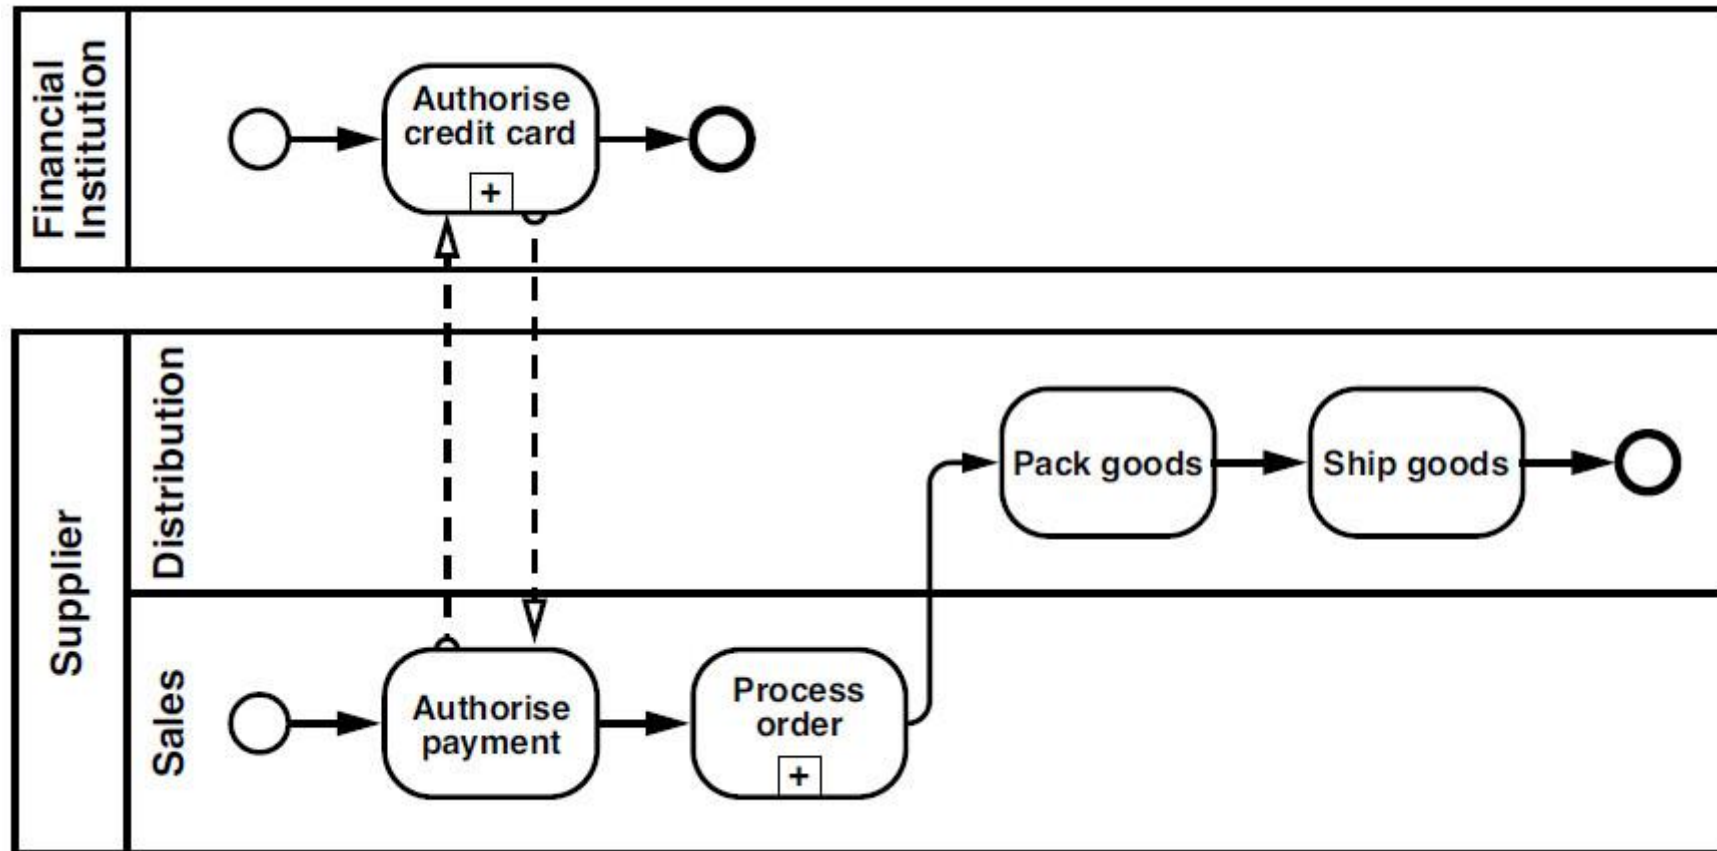 Financial
Institution
Authorise
credit card
+
Supplier
Distribution
Pack goods
Ship goods
Sales
Authorise
payment
Process
order
+